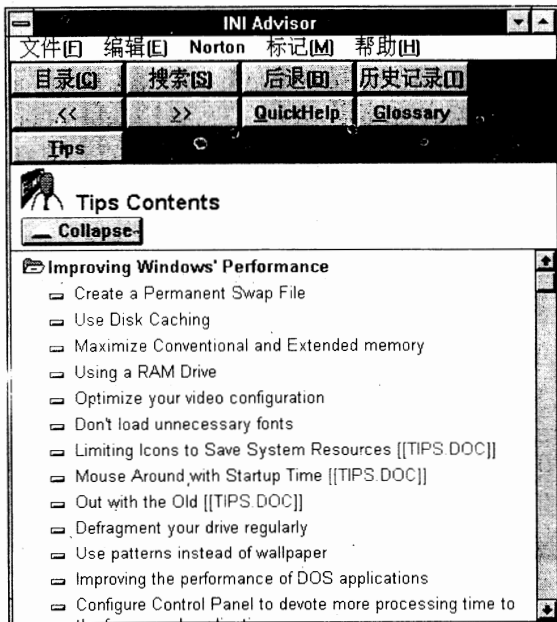 INI Advisor
文件(F) 编辑(E) Norton 标记(M) 帮助(H)
目录(C) 搜索(S) 后退(B) 历史记录(T)
<< >> QuickHelp Glossary
Tips
Tips Contents
Collapse
Improving Windows' Performance
Create a Permanent Swap File
Use Disk Caching
Maximize Conventional and Extended memory
Using a RAM Drive
Optimize your video configuration
Don't load unnecessary fonts
Limiting Icons to Save System Resources [[TIPS.DOC]]
Mouse Around with Startup Time [[TIPS.DOC]]
Out with the Old [[TIPS.DOC]]
Defragment your drive regularly
Use patterns instead of wallpaper
Improving the performance of DOS applications
Configure Control Panel to devote more processing time to